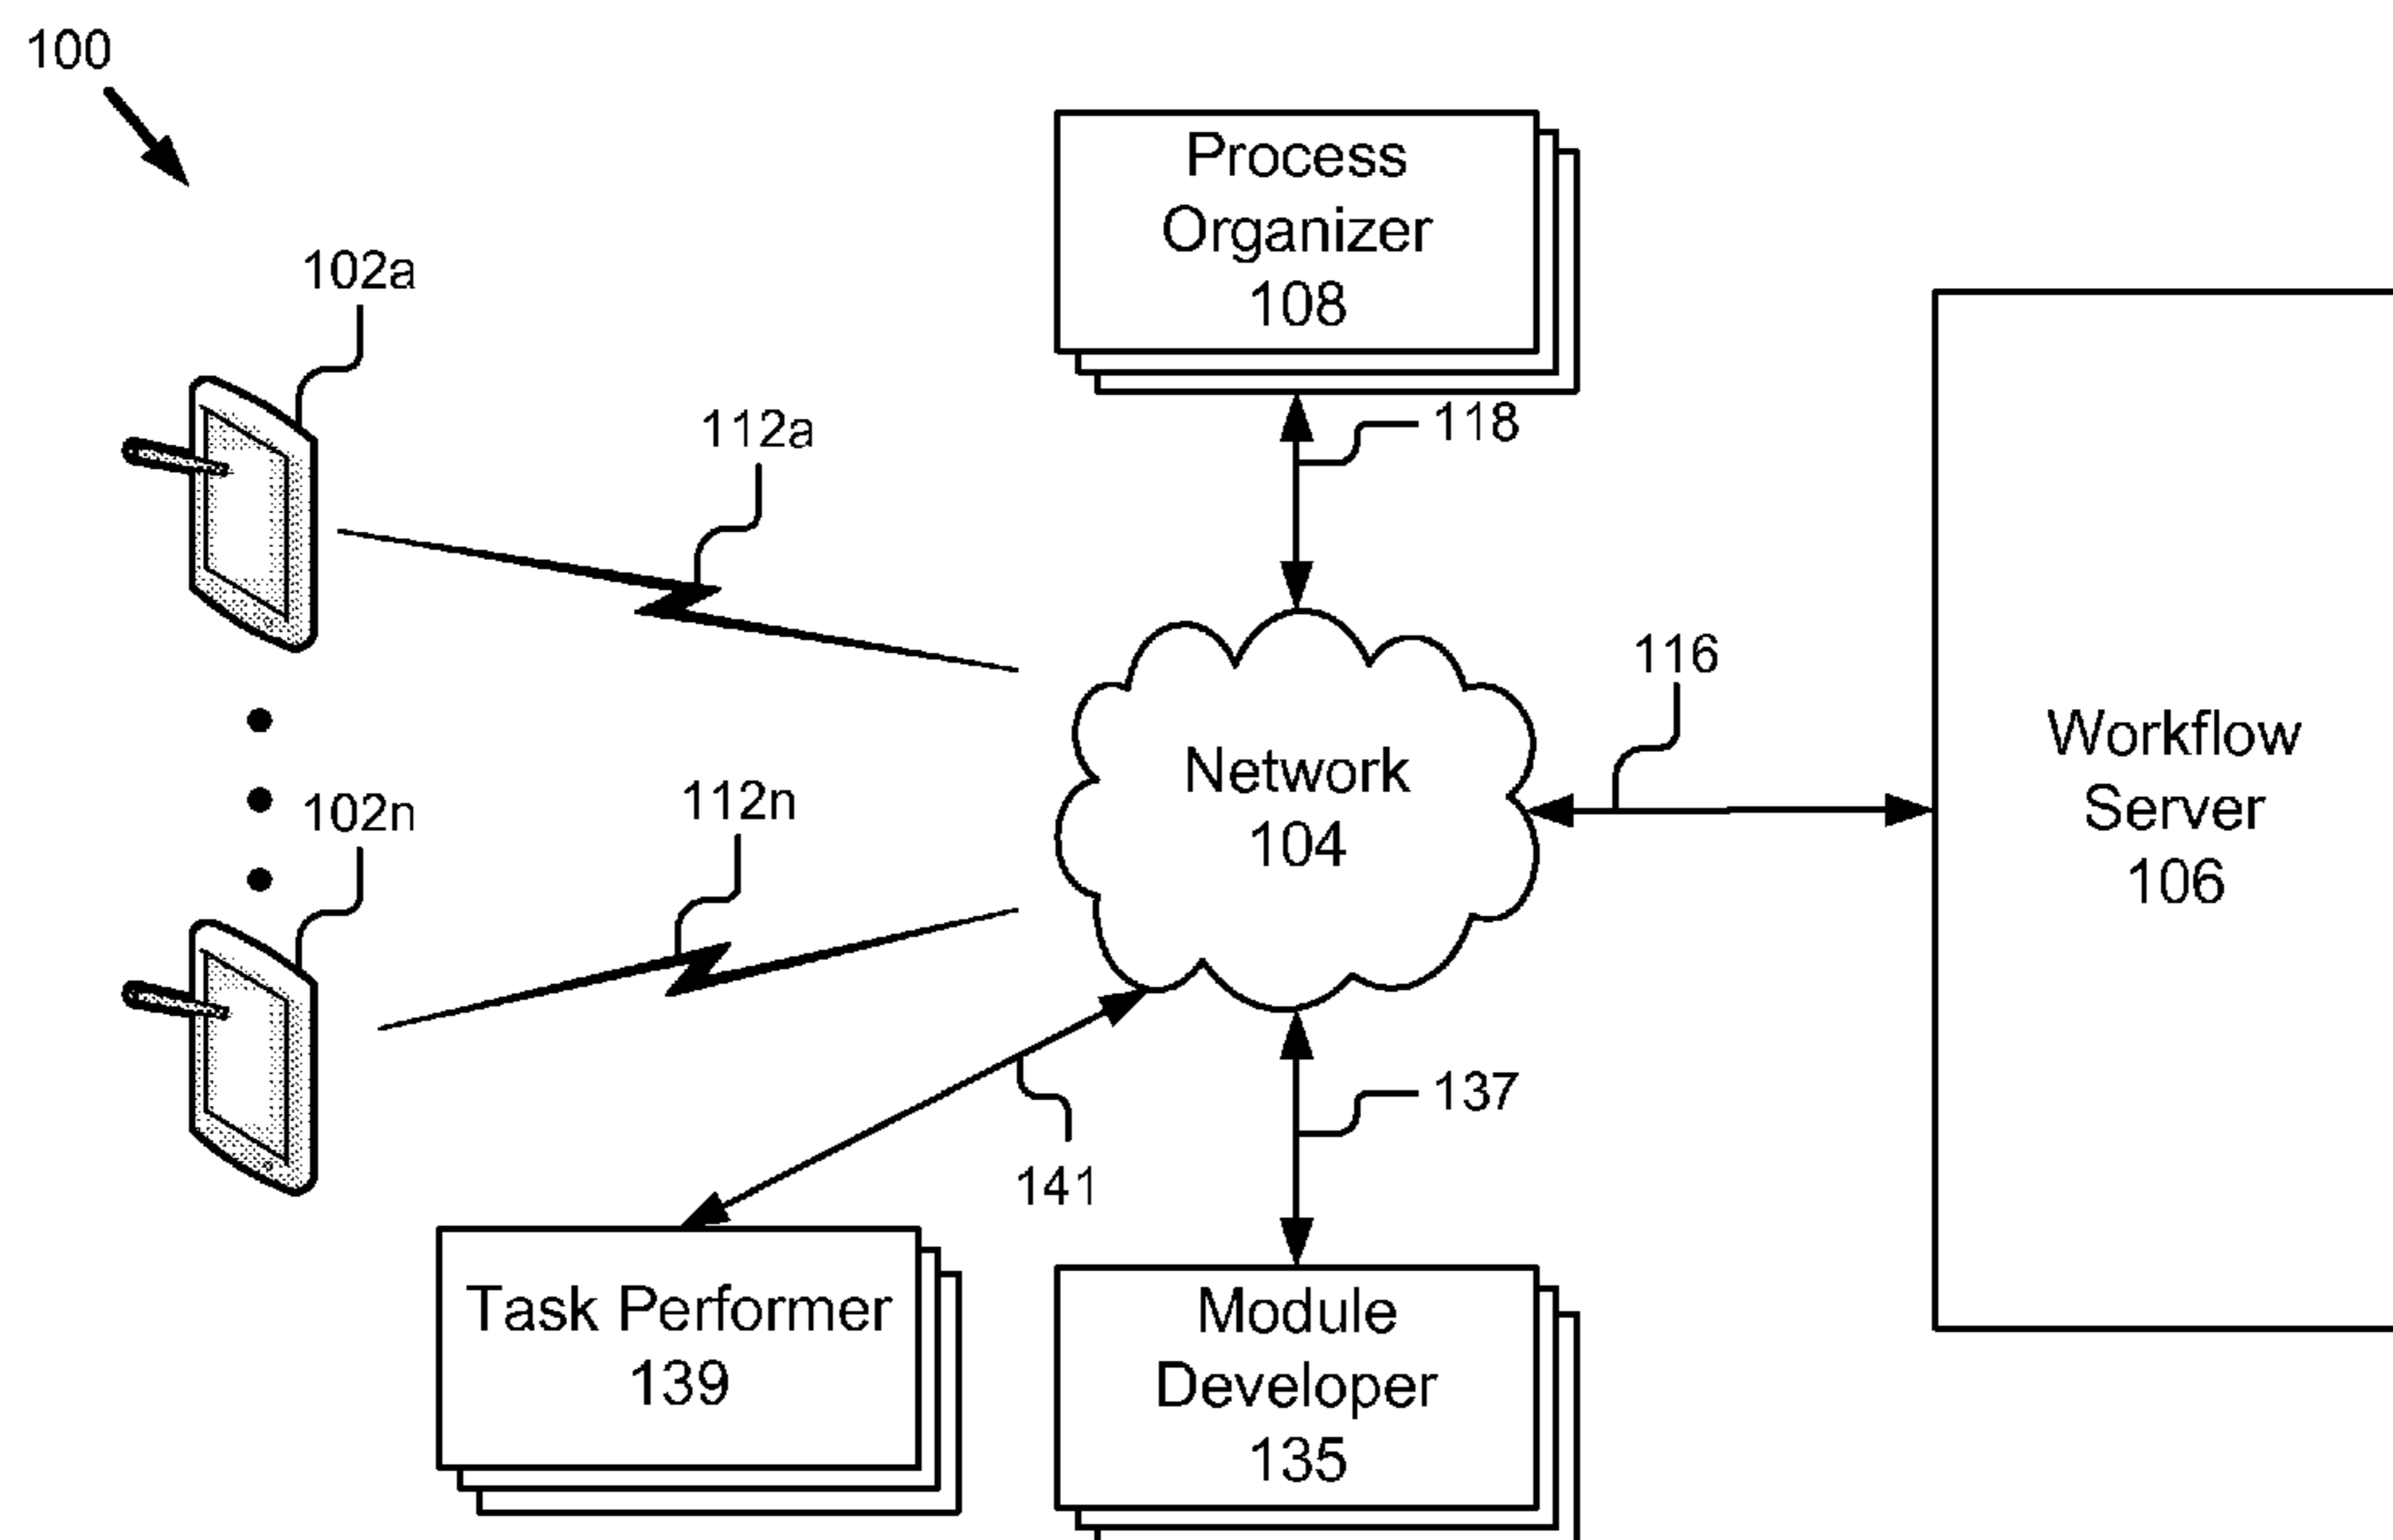 100
Process
Organizer
108
102a
118
112a
116
Workflow
Server
106
Network
104
102n
112n
137
141
Task Performer
139
Module
Developer
135